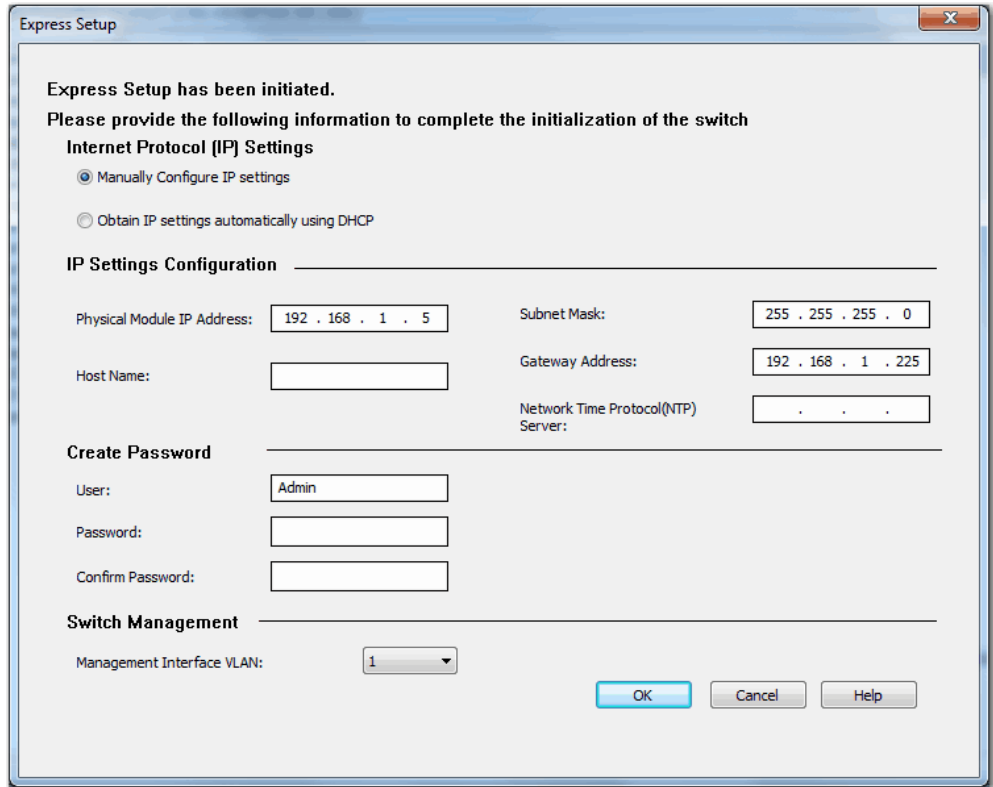 Express Setup
x
Express Setup has been initiated.
Please provide the following information to complete the initialization of the switch
Internet Protocol (IP) Settings
Manually Configure IP settings
Obtain IP settings automatically using DHCP
IP Settings Configuration
Physical Module IP Address: 192 . 168 . 1 . 5
Subnet Mask: 255 . 255 . 255 . 0
Host Name:
Gateway Address: 192 . 168 . 1 . 225
Network Time Protocol(NTP)
Server: . . .
Create Password
User: Admin
Password:
Confirm Password:
Switch Management
Management Interface VLAN: 1
OK Cancel Help